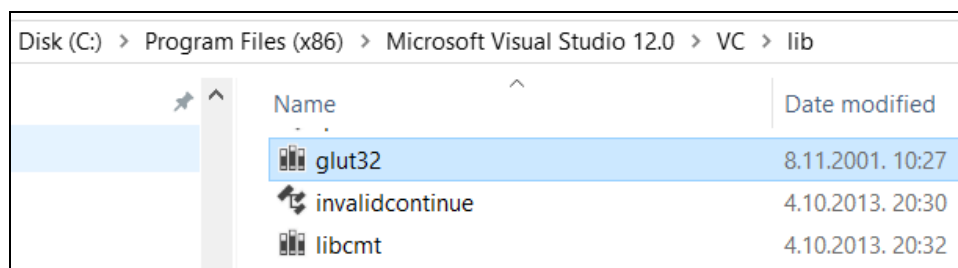 Disk (C:) > Program Files (x86) > Microsoft Visual Studio 12.0 > VC > lib
Name Date modified
glut32 8.11.2001. 10:27
invalidcontinue 4.10.2013. 20:30
libcmt 4.10.2013. 20:32